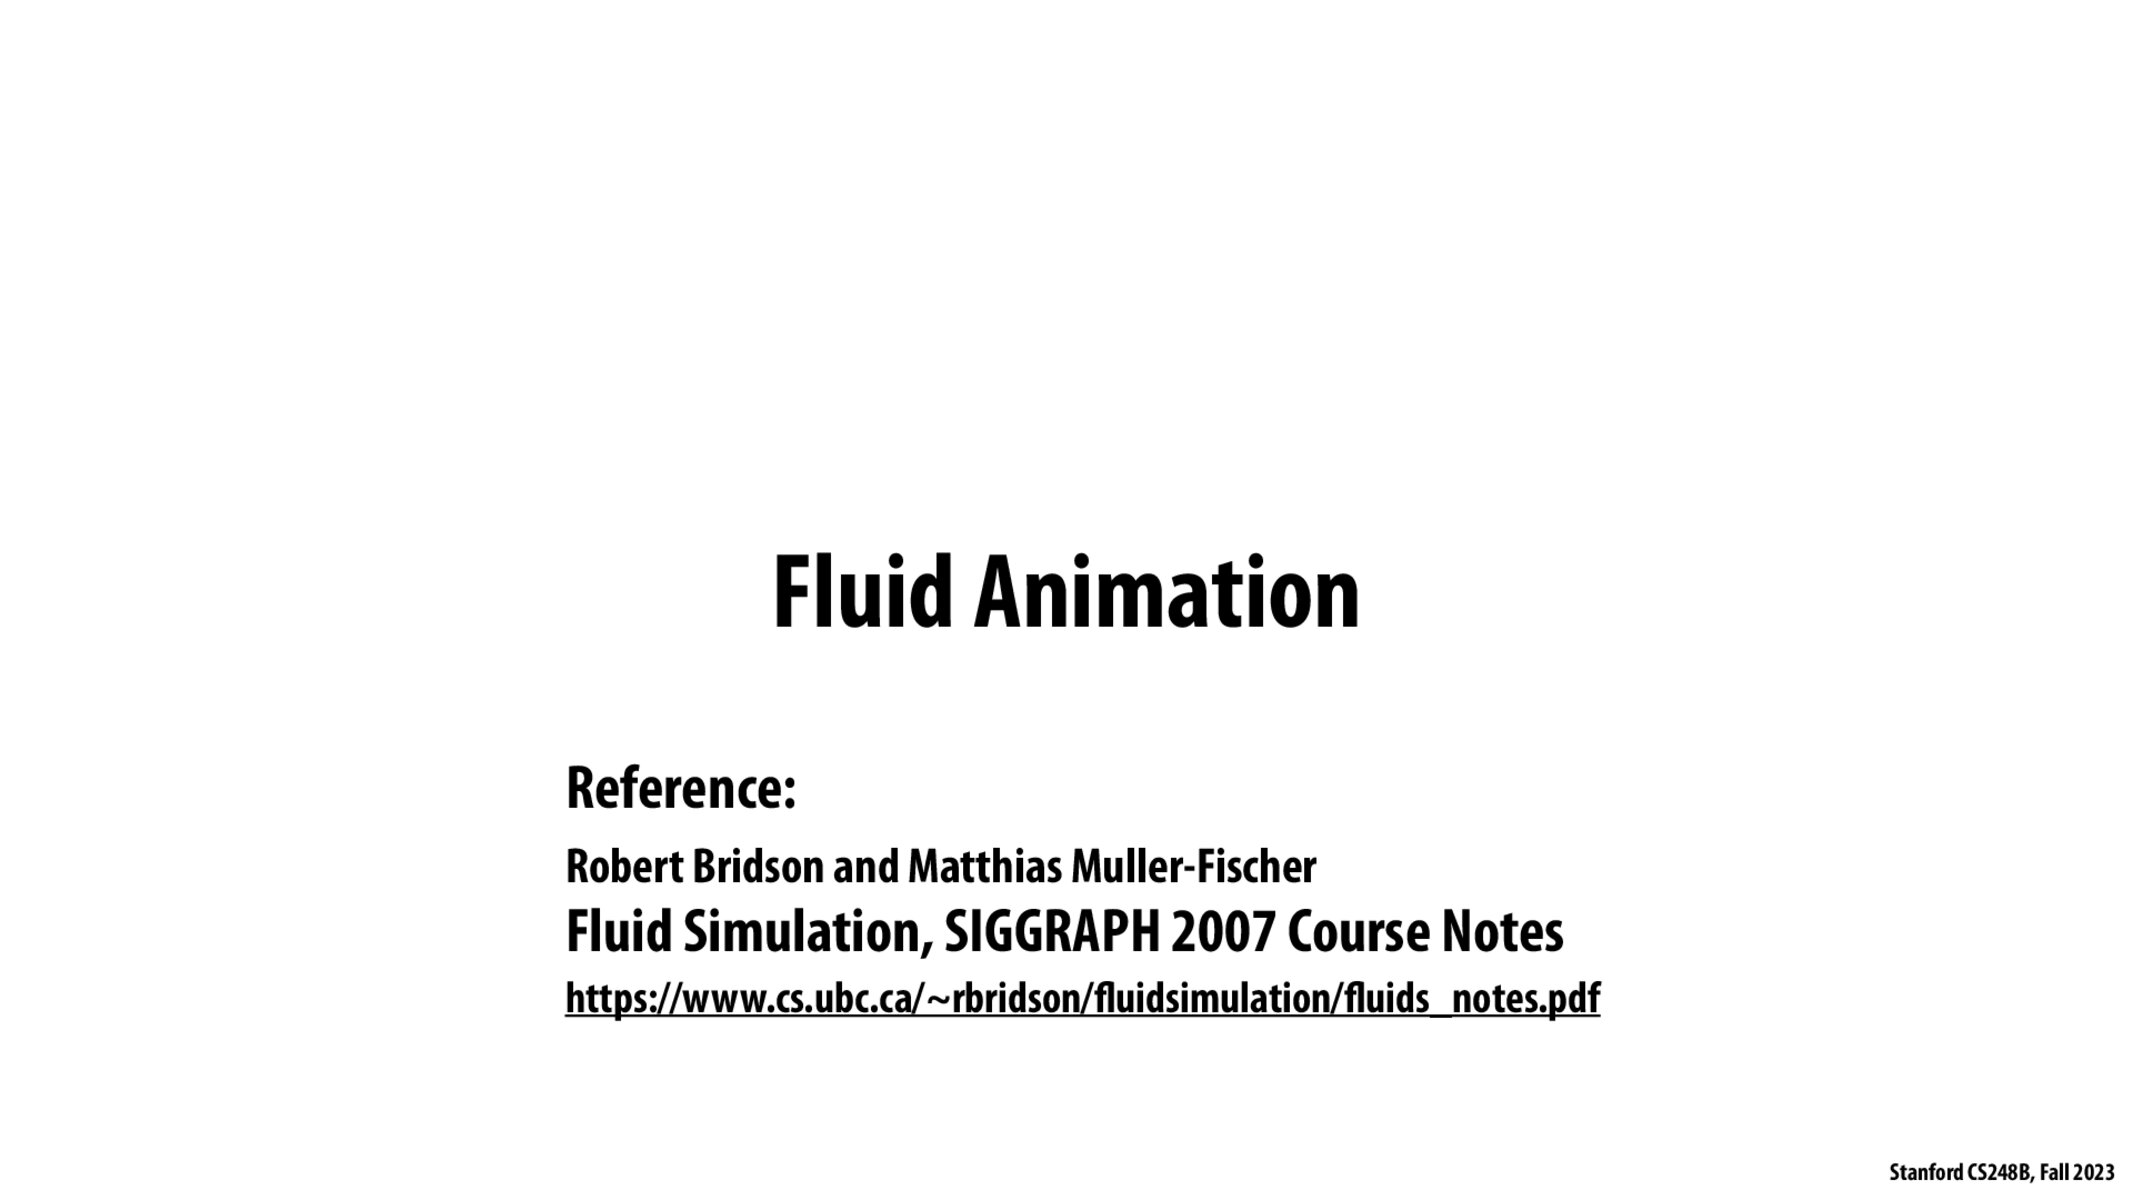 Fluid Animation
Reference:
Robert Bridson and Matthias Muller-Fischer
Fluid Simulation, SIGGRAPH 2007 Course Notes
https://www.cs.ubc.ca/~rbridson/fluidsimulation/fluids_notes.pdf
Stanford CS248B, Fall 2023